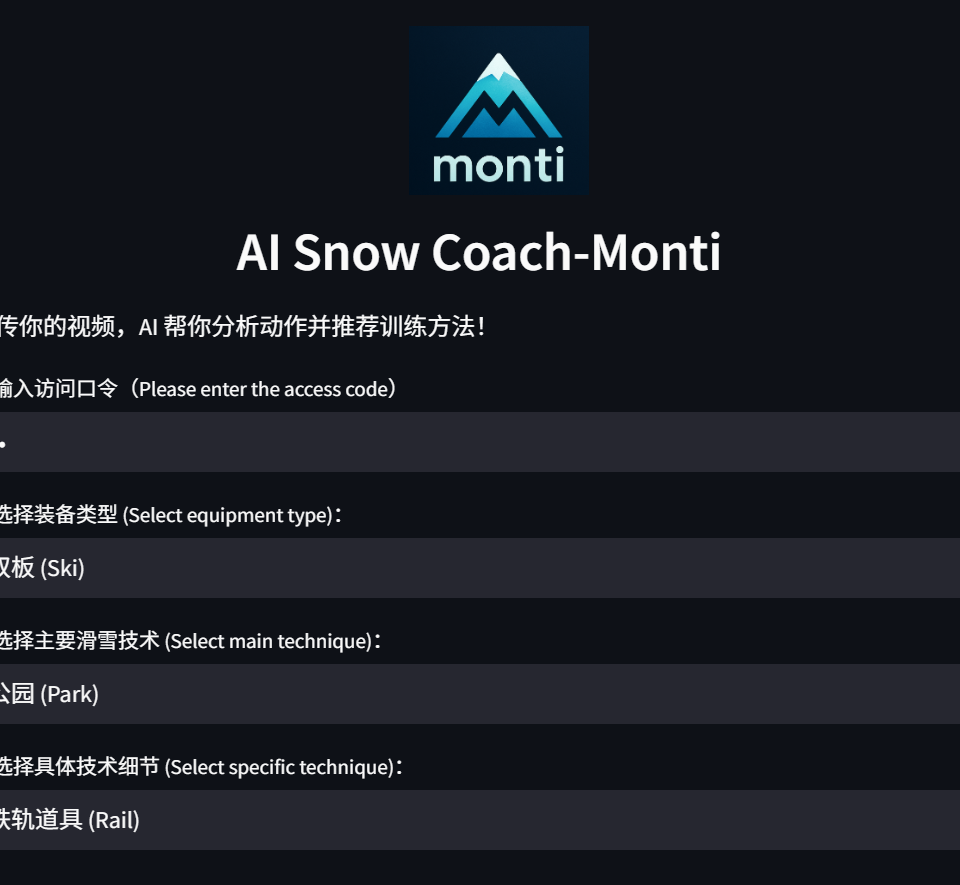 monti
AI Snow Coach-Monti
传你的视频，AI 帮你分析动作并推荐训练方法！
输入访问口令（Please enter the access code）
选择装备类型 (Select equipment type)：
双板 (Ski)
选择主要滑雪技术 (Select main technique)：
公园 (Park)
选择具体技术细节 (Select specific technique)：
铁轨道具 (Rail)